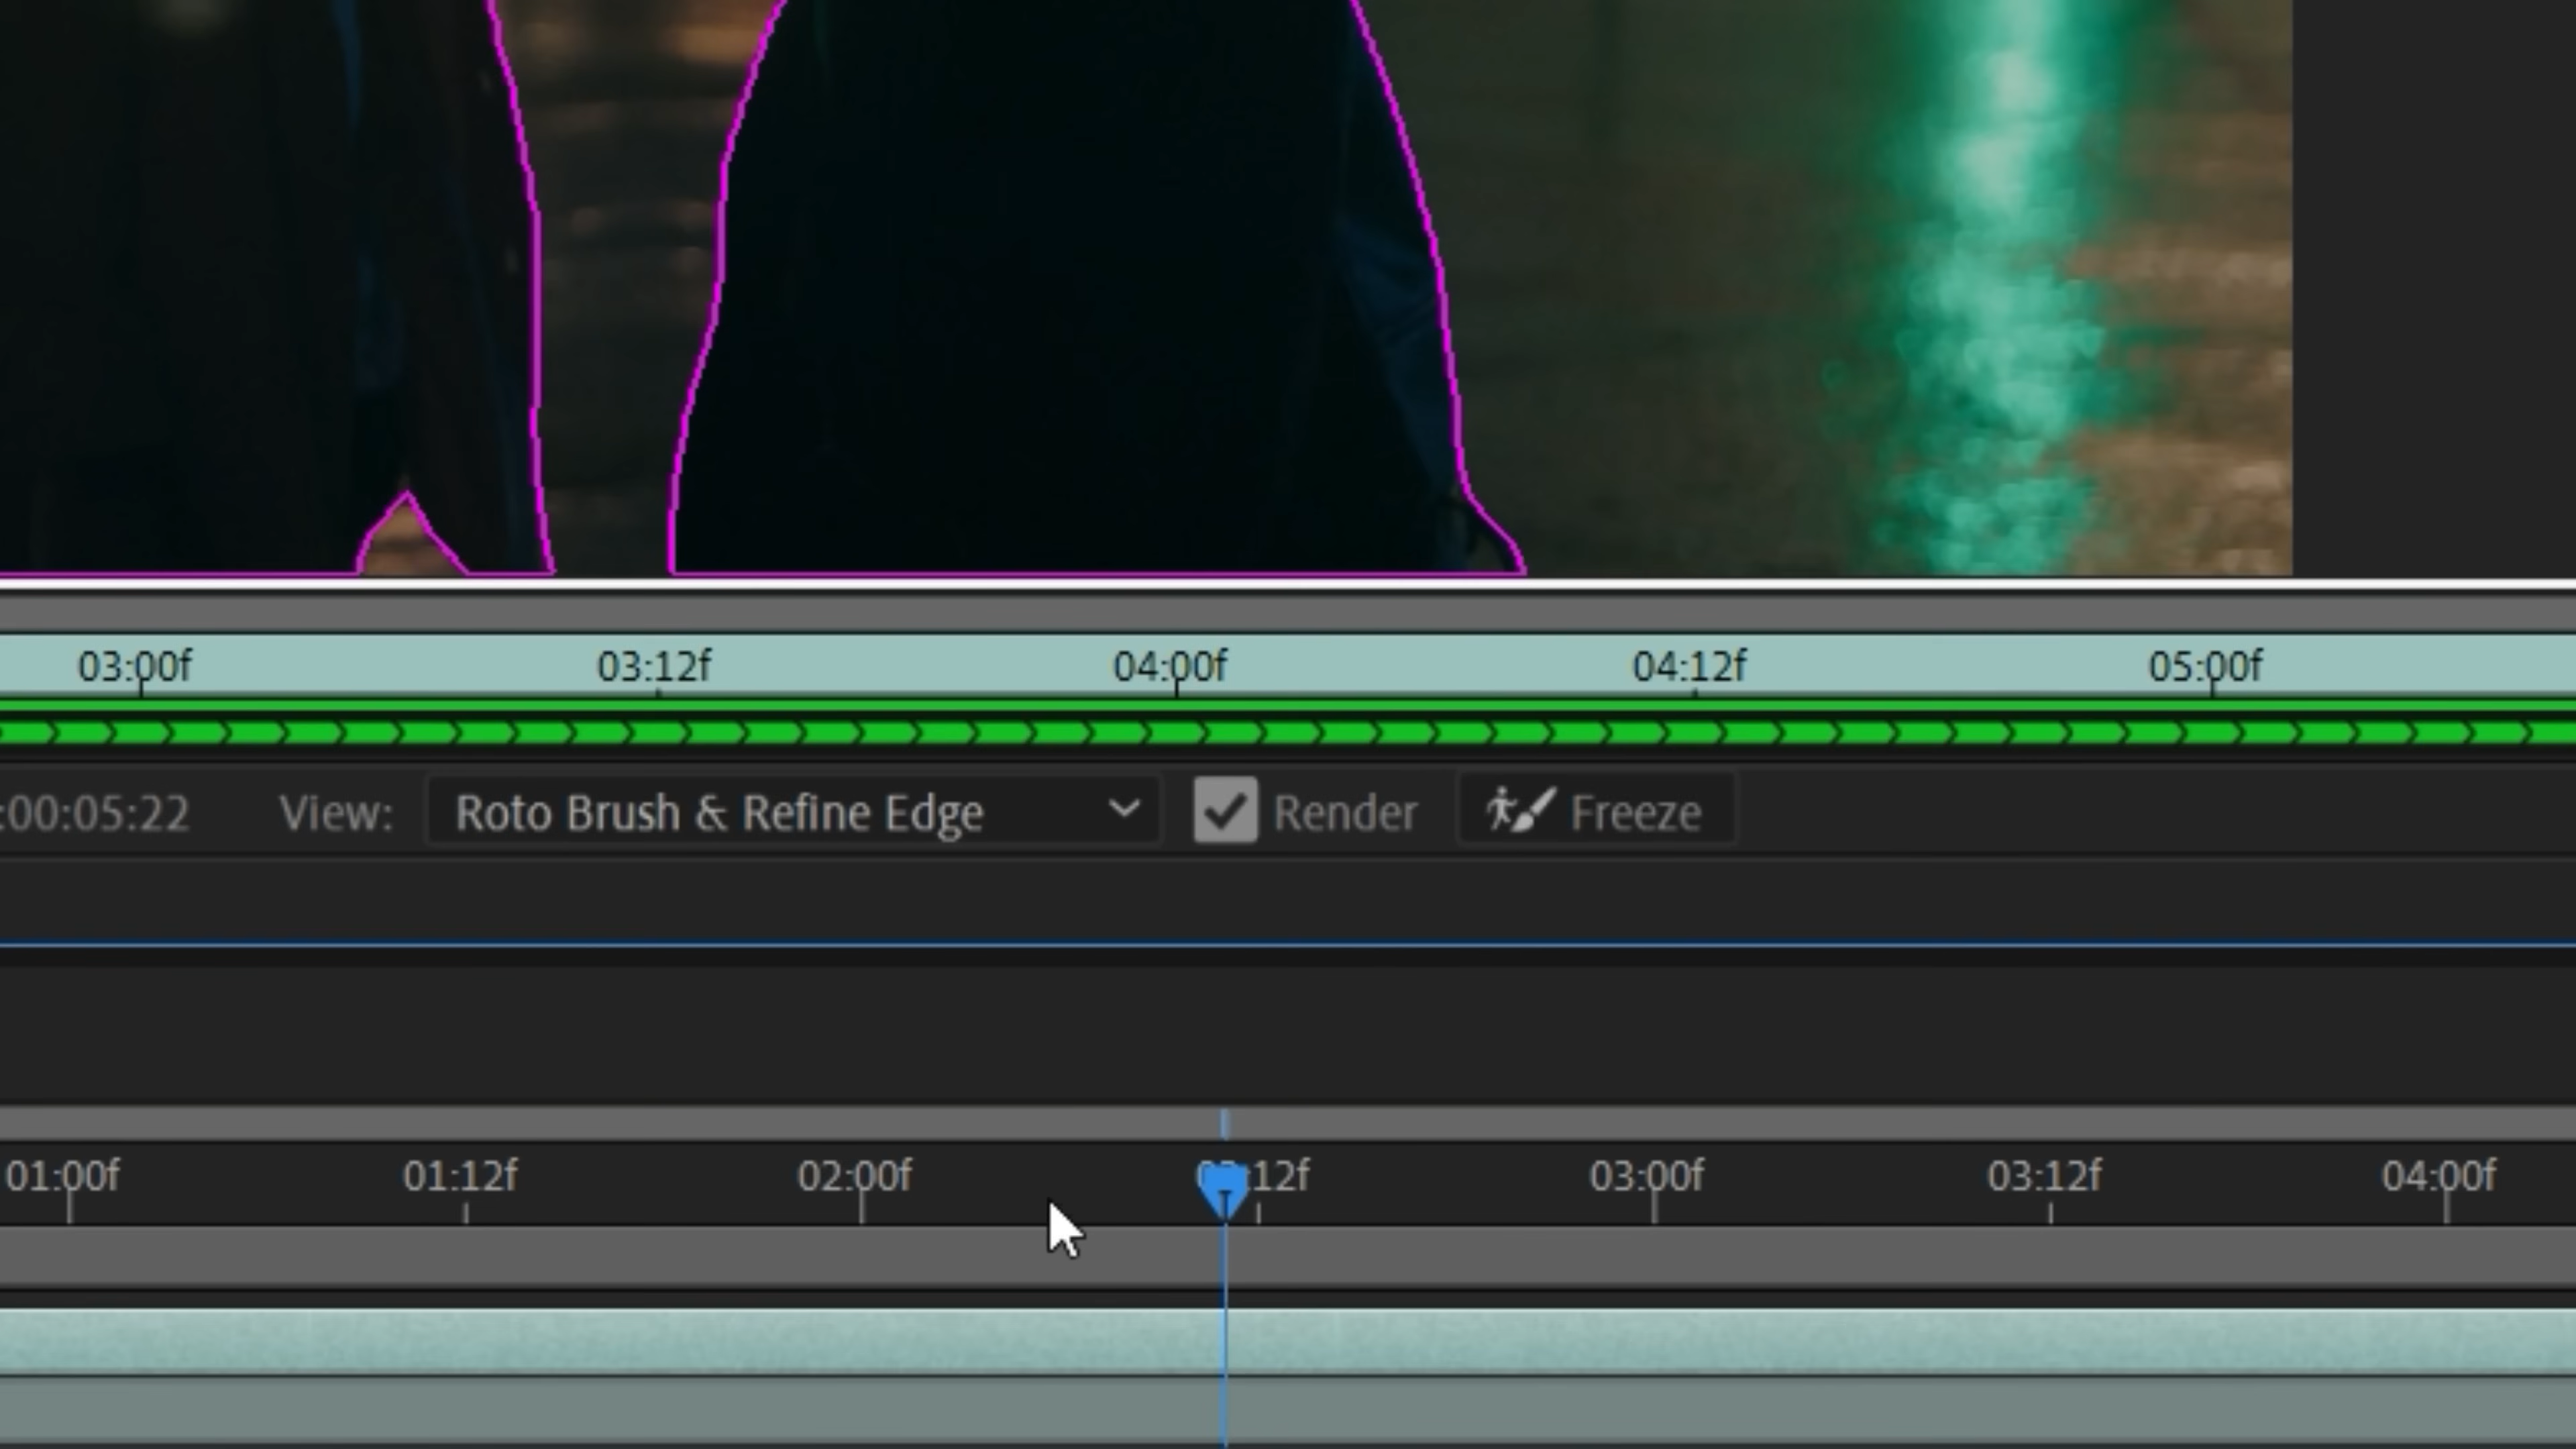 03:00f 03:12f 04:00f 04:12f 05:00f
:00:05:22 View: Roto Brush & Refine Edge Render Freeze
01:00f 01:12f 02:00f :12f 03:00f 03:12f 04:00f